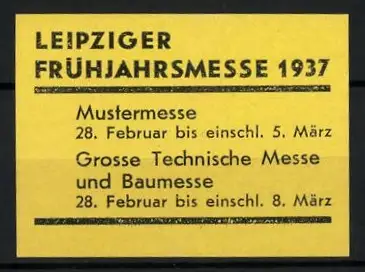 LEIPZIGER
FRÜHJAHRSMESSE 1937
Mustermesse
28. Februar bis einschl. 5. März
Grosse Technische Messe
und Baumesse
28. Februar bis einschl. 8. März